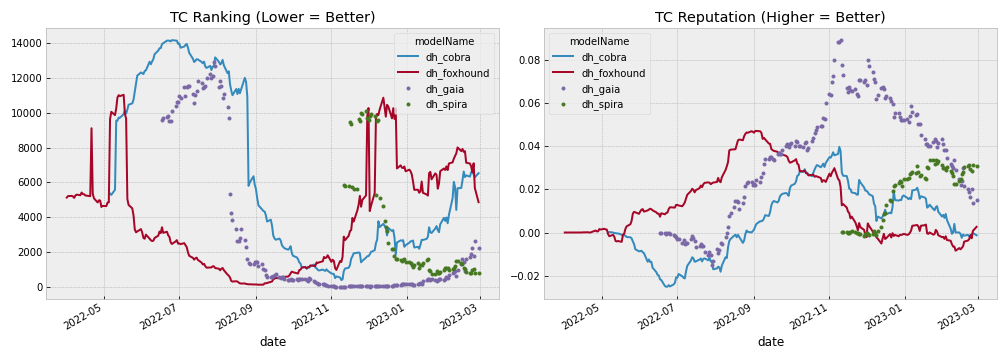 TC Ranking (Lower = Better)
14000
12000
10000
8000
6000
4000
2000
0
modelName
dh_cobra
dh_foxhound
dh_gaia
dh_spira
2022-05
2022-07
2022-09
2022-11
2023-01
2023-03
date
TC Reputation (Higher = Better)
0.08
0.06
0.04
0.02
0.00
−0.02
modelName
dh_cobra
dh_foxhound
dh_gaia
dh_spira
2022-05
2022-07
2022-09
2022-11
2023-01
2023-03
date